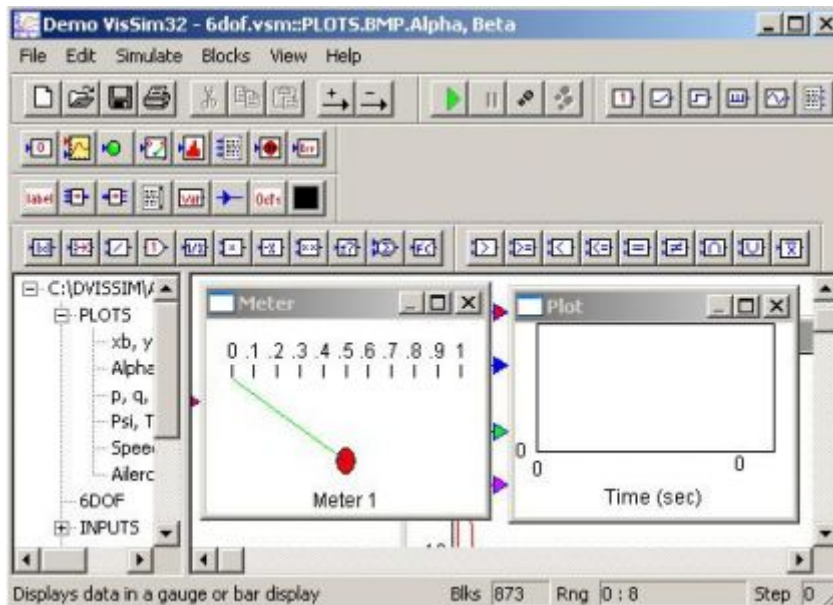 Demo VisSim32 - 6dof.vsm::PLOTS.BMP.Alpha, Beta
File Edit Simulate Blocks View Help
label Var
C:\DVISSIM\
PLOTS
xb, y
Alpha
p, q,
Psi, T
Speed
Ailerc
6DOF
INPUTS
Meter
0 .1 .2 .3 .4 .5 .6 .7 .8 .9 1
Meter 1
Plot
0
0 0
Time (sec)
Displays data in a gauge or bar display Blks 873 Rng 0 : 8 Step 0